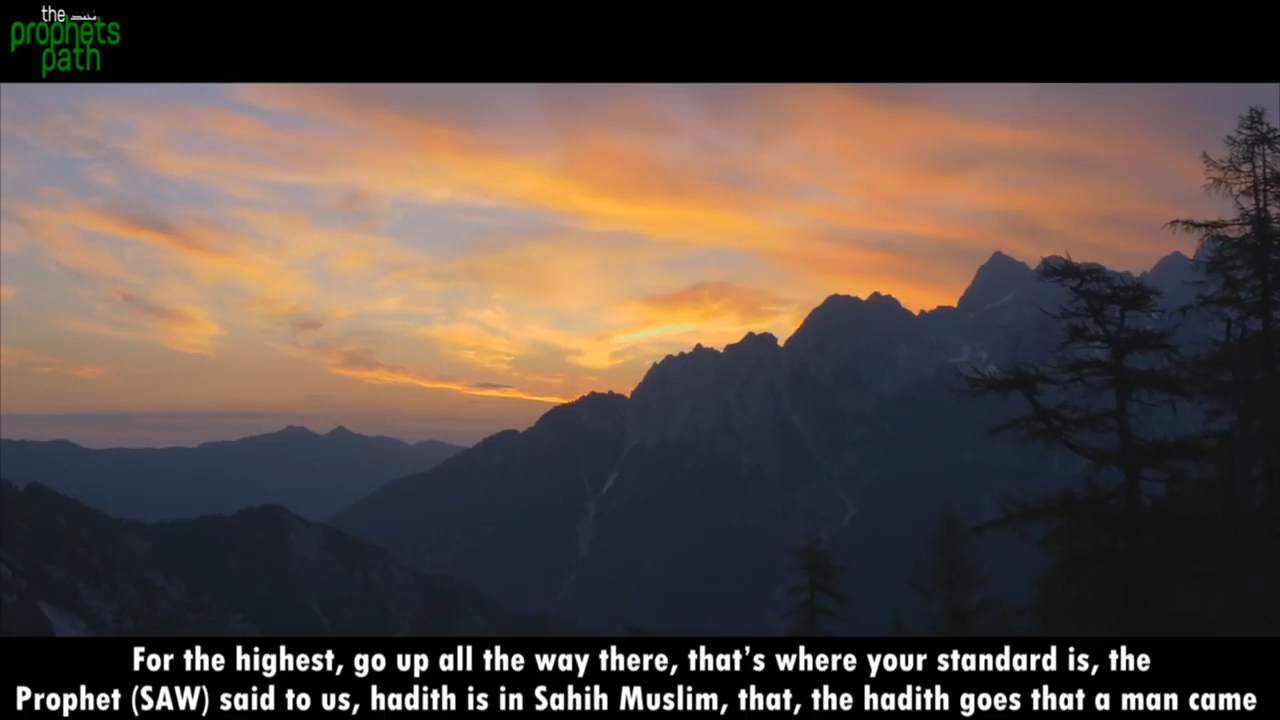 the محمد
prophets
path
For the highest, go up all the way there, that’s where your standard is, the
Prophet (SAW) said to us, hadith is in Sahih Muslim, that, the hadith goes that a man came